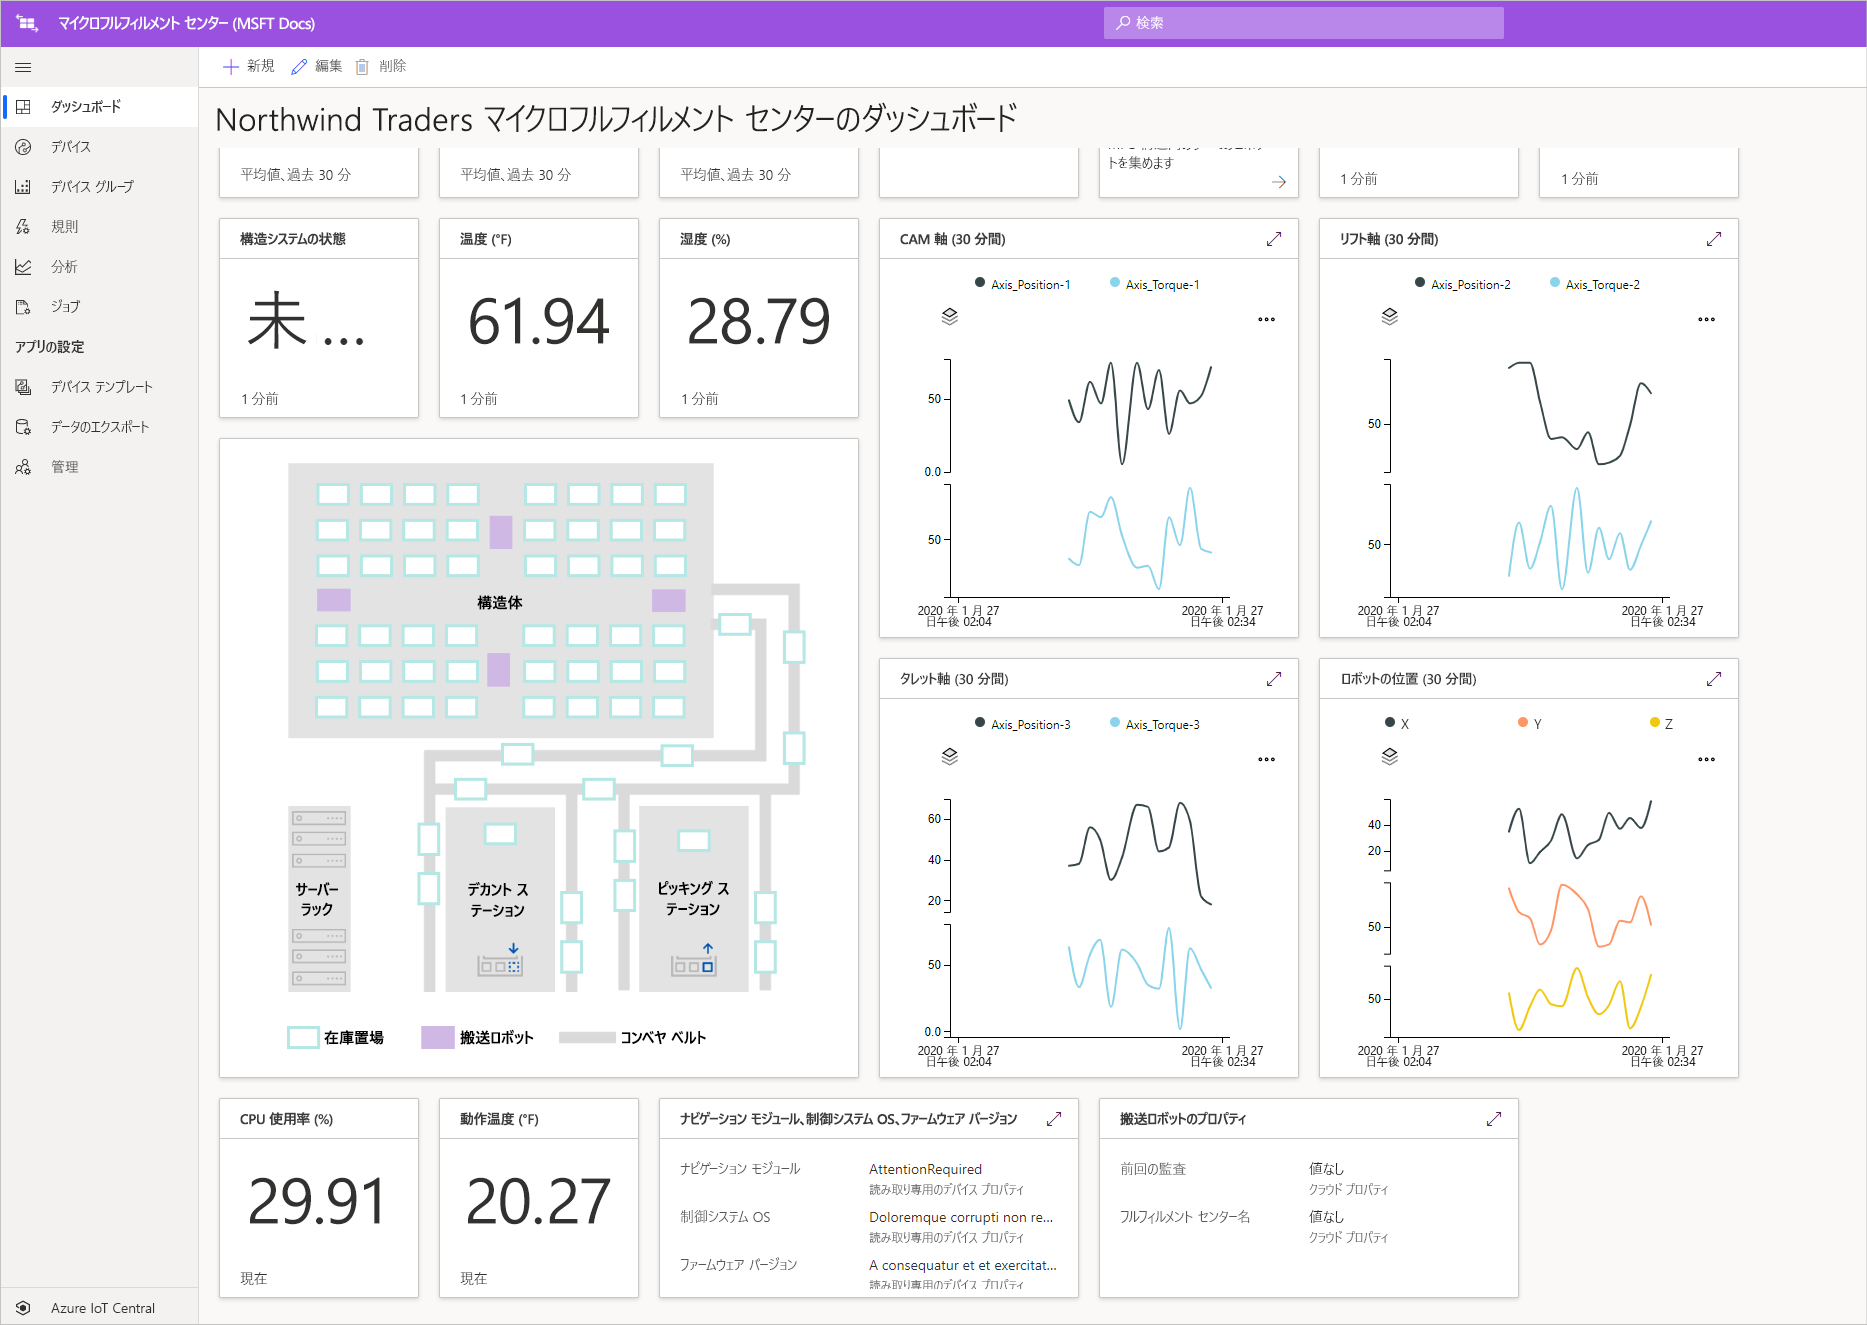 マイクロフルフィルメント センター (MSFT Docs)
検索
新規 編集 削除
ダッシュボード
デバイス
デバイス グループ
規則
分析
ジョブ
アプリの設定
デバイス テンプレート
データのエクスポート
管理
Azure IoT Central
Northwind Traders マイクロフルフィルメント センターのダッシュボード
平均値、過去 30 分
平均値、過去 30 分
平均値、過去 30 分
トを集めます
1 分前
1 分前
構造システムの状態
未 ...
1 分前
温度 (°F)
61.94
1 分前
湿度 (%)
28.79
1 分前
CAM 軸 (30 分間)
Axis_Position-1 Axis_Torque-1
50
0.0
50
2020 年 1 月 27
日午後 02:04
2020 年 1 月 27
日午後 02:34
リフト軸 (30 分間)
Axis_Position-2 Axis_Torque-2
50
50
2020 年 1 月 27
日午後 02:04
2020 年 1 月 27
日午後 02:34
構造体
サーバー
ラック
デカント ス
テーション
ピッキング ス
テーション
在庫置場 搬送ロボット コンベヤ ベルト
タレット軸 (30 分間)
Axis_Position-3 Axis_Torque-3
60
40
20
50
0.0
2020 年 1 月 27
日午後 02:04
2020 年 1 月 27
日午後 02:34
ロボットの位置 (30 分間)
X Y Z
40
20
50
50
2020 年 1 月 27
日午後 02:04
2020 年 1 月 27
日午後 02:34
CPU 使用率 (%)
29.91
現在
動作温度 (°F)
20.27
現在
ナビゲーション モジュール、制御システム OS、ファームウェア バージョン
ナビゲーション モジュール AttentionRequired
読み取り専用のデバイス プロパティ
制御システム OS Doloremque corrupti non re...
読み取り専用のデバイス プロパティ
ファームウェア バージョン A consequatur et et exercitat...
読み取り専用のデバイス プロパティ
搬送ロボットのプロパティ
前回の監査 値なし
クラウド プロパティ
フルフィルメント センター名 値なし
クラウド プロパティ